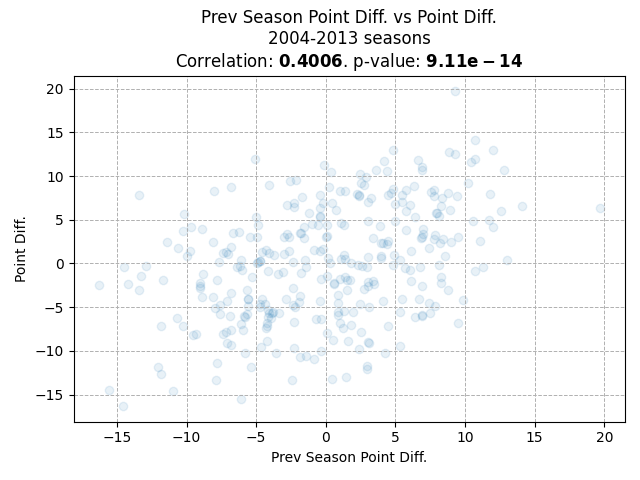 Prev Season Point Diff. vs Point Diff.
2004-2013 seasons
Correlation: 0.4006. p-value: 9.11e − 14
20
15
10
5
0
−5
−10
−15
Point Diff.
−15 −10 −5 0 5 10 15 20
Prev Season Point Diff.